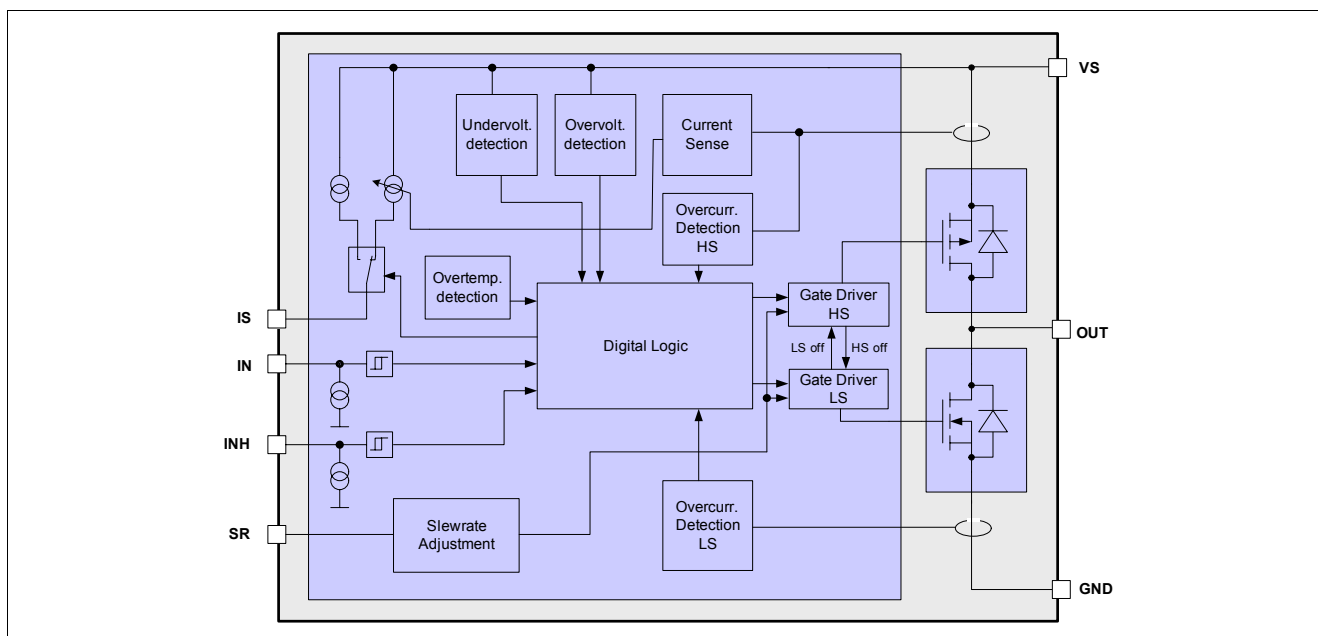 VS
Undervolt.
detection
Overvolt.
detection
Current
Sense
Overcurr.
Detection
HS
Overtemp.
detection
Gate Driver
HS
IS
Digital Logic
LS off
HS off
OUT
IN
Gate Driver
LS
INH
Overcurr.
Detection
LS
SR
Slewrate
Adjustment
GND